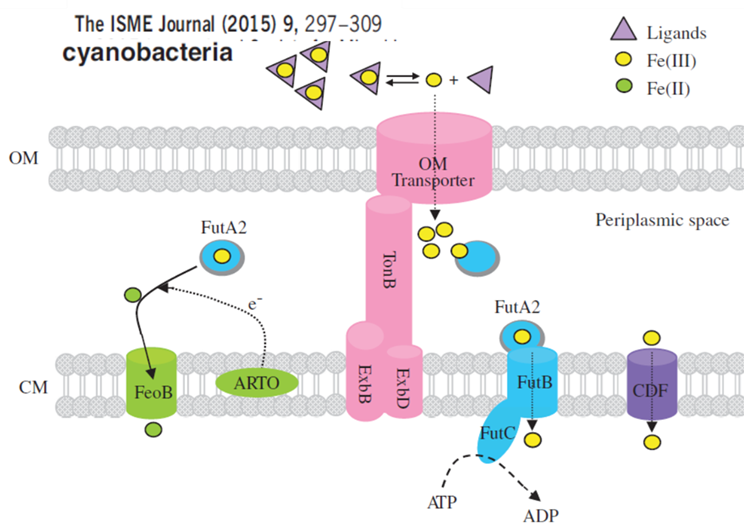 The ISME Journal (2015) 9, 297–309
cyanobacteria
Ligands
Fe(III)
Fe(II)
+
OM
OM
Transporter
Periplasmic space
FutA2
TonB
e-
FutA2
CM
FeoB
ARTO
ExbB
ExbD
FutB
CDF
FutC
ATP
ADP